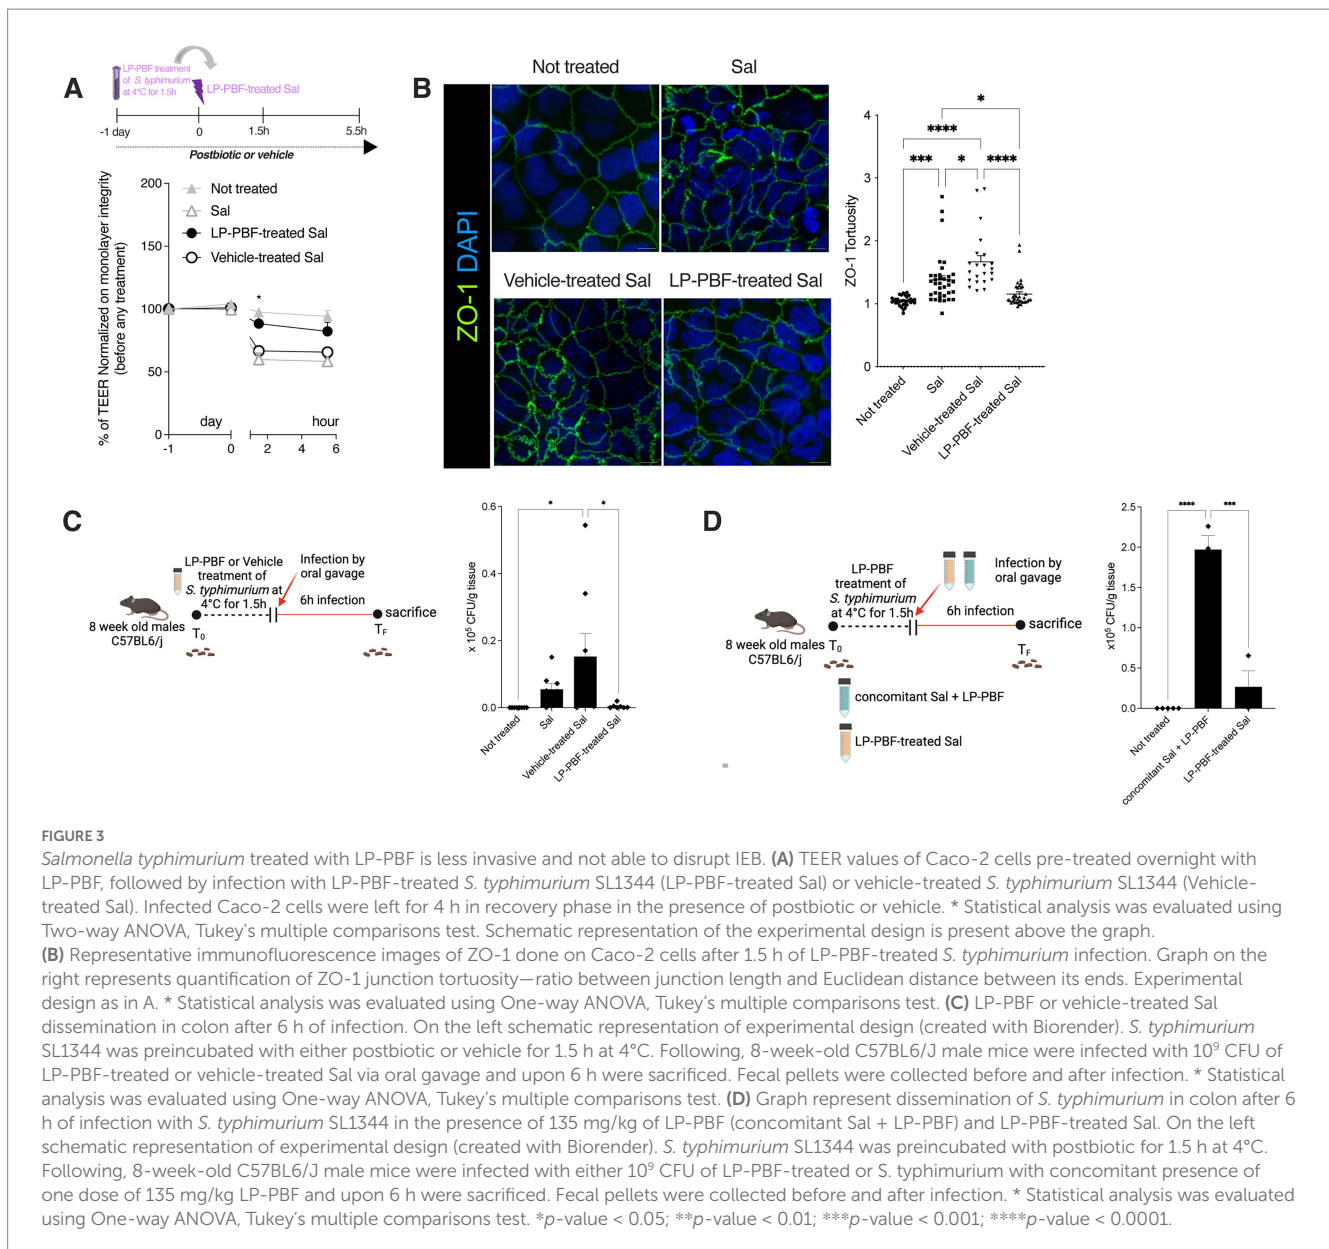 A
LP-PBF treatment
of S. typhimurium
at 4°C for 1.5h
LP-PBF-treated Sal
-1 day
0
1.5h
5.5h
Postbiotic or vehicle
% of TEER Normalized on monolayer integrity
(before any treatment)
200
150
100
50
0
Not treated
Sal
LP-PBF-treated Sal
Vehicle-treated Sal
*
day
hour
-1
0
2
4
6
B
ZO-1 DAPI
Not treated
Sal
Vehicle-treated Sal
LP-PBF-treated Sal
ZO-1 Tortuosity
4
3
2
1
0
*
****
***
*
****
Not treated
Sal
Vehicle-treated Sal
LP-PBF-treated Sal
C
LP-PBF or Vehicle
treatment of
S. typhimurium at
4°C for 1.5h
Infection by
oral gavage
6h infection
sacrifice
8 week old males
C57BL6/j
T0
TF
x 10⁵ CFU/g tissue
0.6
0.4
0.2
0.0
*
*
Not treated
Sal
Vehicle-treated Sal
LP-PBF-treated Sal
D
LP-PBF
treatment of
S. typhimurium
at 4°C for 1.5h
Infection by
oral gavage
6h infection
sacrifice
8 week old males
C57BL6/j
T0
TF
concomitant Sal + LP-PBF
LP-PBF-treated Sal
x10⁵ CFU/g tissue
2.5
2.0
1.5
1.0
0.5
0.0
****
***
Not treated
concomitant Sal + LP-PBF
LP-PBF-treated Sal
FIGURE 3
Salmonella typhimurium treated with LP-PBF is less invasive and not able to disrupt IEB. (A) TEER values of Caco-2 cells pre-treated overnight with
LP-PBF, followed by infection with LP-PBF-treated S. typhimurium SL1344 (LP-PBF-treated Sal) or vehicle-treated S. typhimurium SL1344 (Vehicle-
treated Sal). Infected Caco-2 cells were left for 4 h in recovery phase in the presence of postbiotic or vehicle. * Statistical analysis was evaluated using
Two-way ANOVA, Tukey's multiple comparisons test. Schematic representation of the experimental design is present above the graph.
(B) Representative immunofluorescence images of ZO-1 done on Caco-2 cells after 1.5 h of LP-PBF-treated S. typhimurium infection. Graph on the
right represents quantification of ZO-1 junction tortuosity—ratio between junction length and Euclidean distance between its ends. Experimental
design as in A. * Statistical analysis was evaluated using One-way ANOVA, Tukey's multiple comparisons test. (C) LP-PBF or vehicle-treated Sal
dissemination in colon after 6 h of infection. On the left schematic representation of experimental design (created with Biorender). S. typhimurium
SL1344 was preincubated with either postbiotic or vehicle for 1.5 h at 4°C. Following, 8-week-old C57BL6/J male mice were infected with 10⁹ CFU of
LP-PBF-treated or vehicle-treated Sal via oral gavage and upon 6 h were sacrificed. Fecal pellets were collected before and after infection. * Statistical
analysis was evaluated using One-way ANOVA, Tukey's multiple comparisons test. (D) Graph represent dissemination of S. typhimurium in colon after 6
h of infection with S. typhimurium SL1344 in the presence of 135 mg/kg of LP-PBF (concomitant Sal + LP-PBF) and LP-PBF-treated Sal. On the left
schematic representation of experimental design (created with Biorender). S. typhimurium SL1344 was preincubated with postbiotic for 1.5 h at 4°C.
Following, 8-week-old C57BL6/J male mice were infected with either 10⁹ CFU of LP-PBF-treated or S. typhimurium with concomitant presence of
one dose of 135 mg/kg LP-PBF and upon 6 h were sacrificed. Fecal pellets were collected before and after infection. * Statistical analysis was evaluated
using One-way ANOVA, Tukey's multiple comparisons test. *p-value < 0.05; **p-value < 0.01; ***p-value < 0.001; ****p-value < 0.0001.